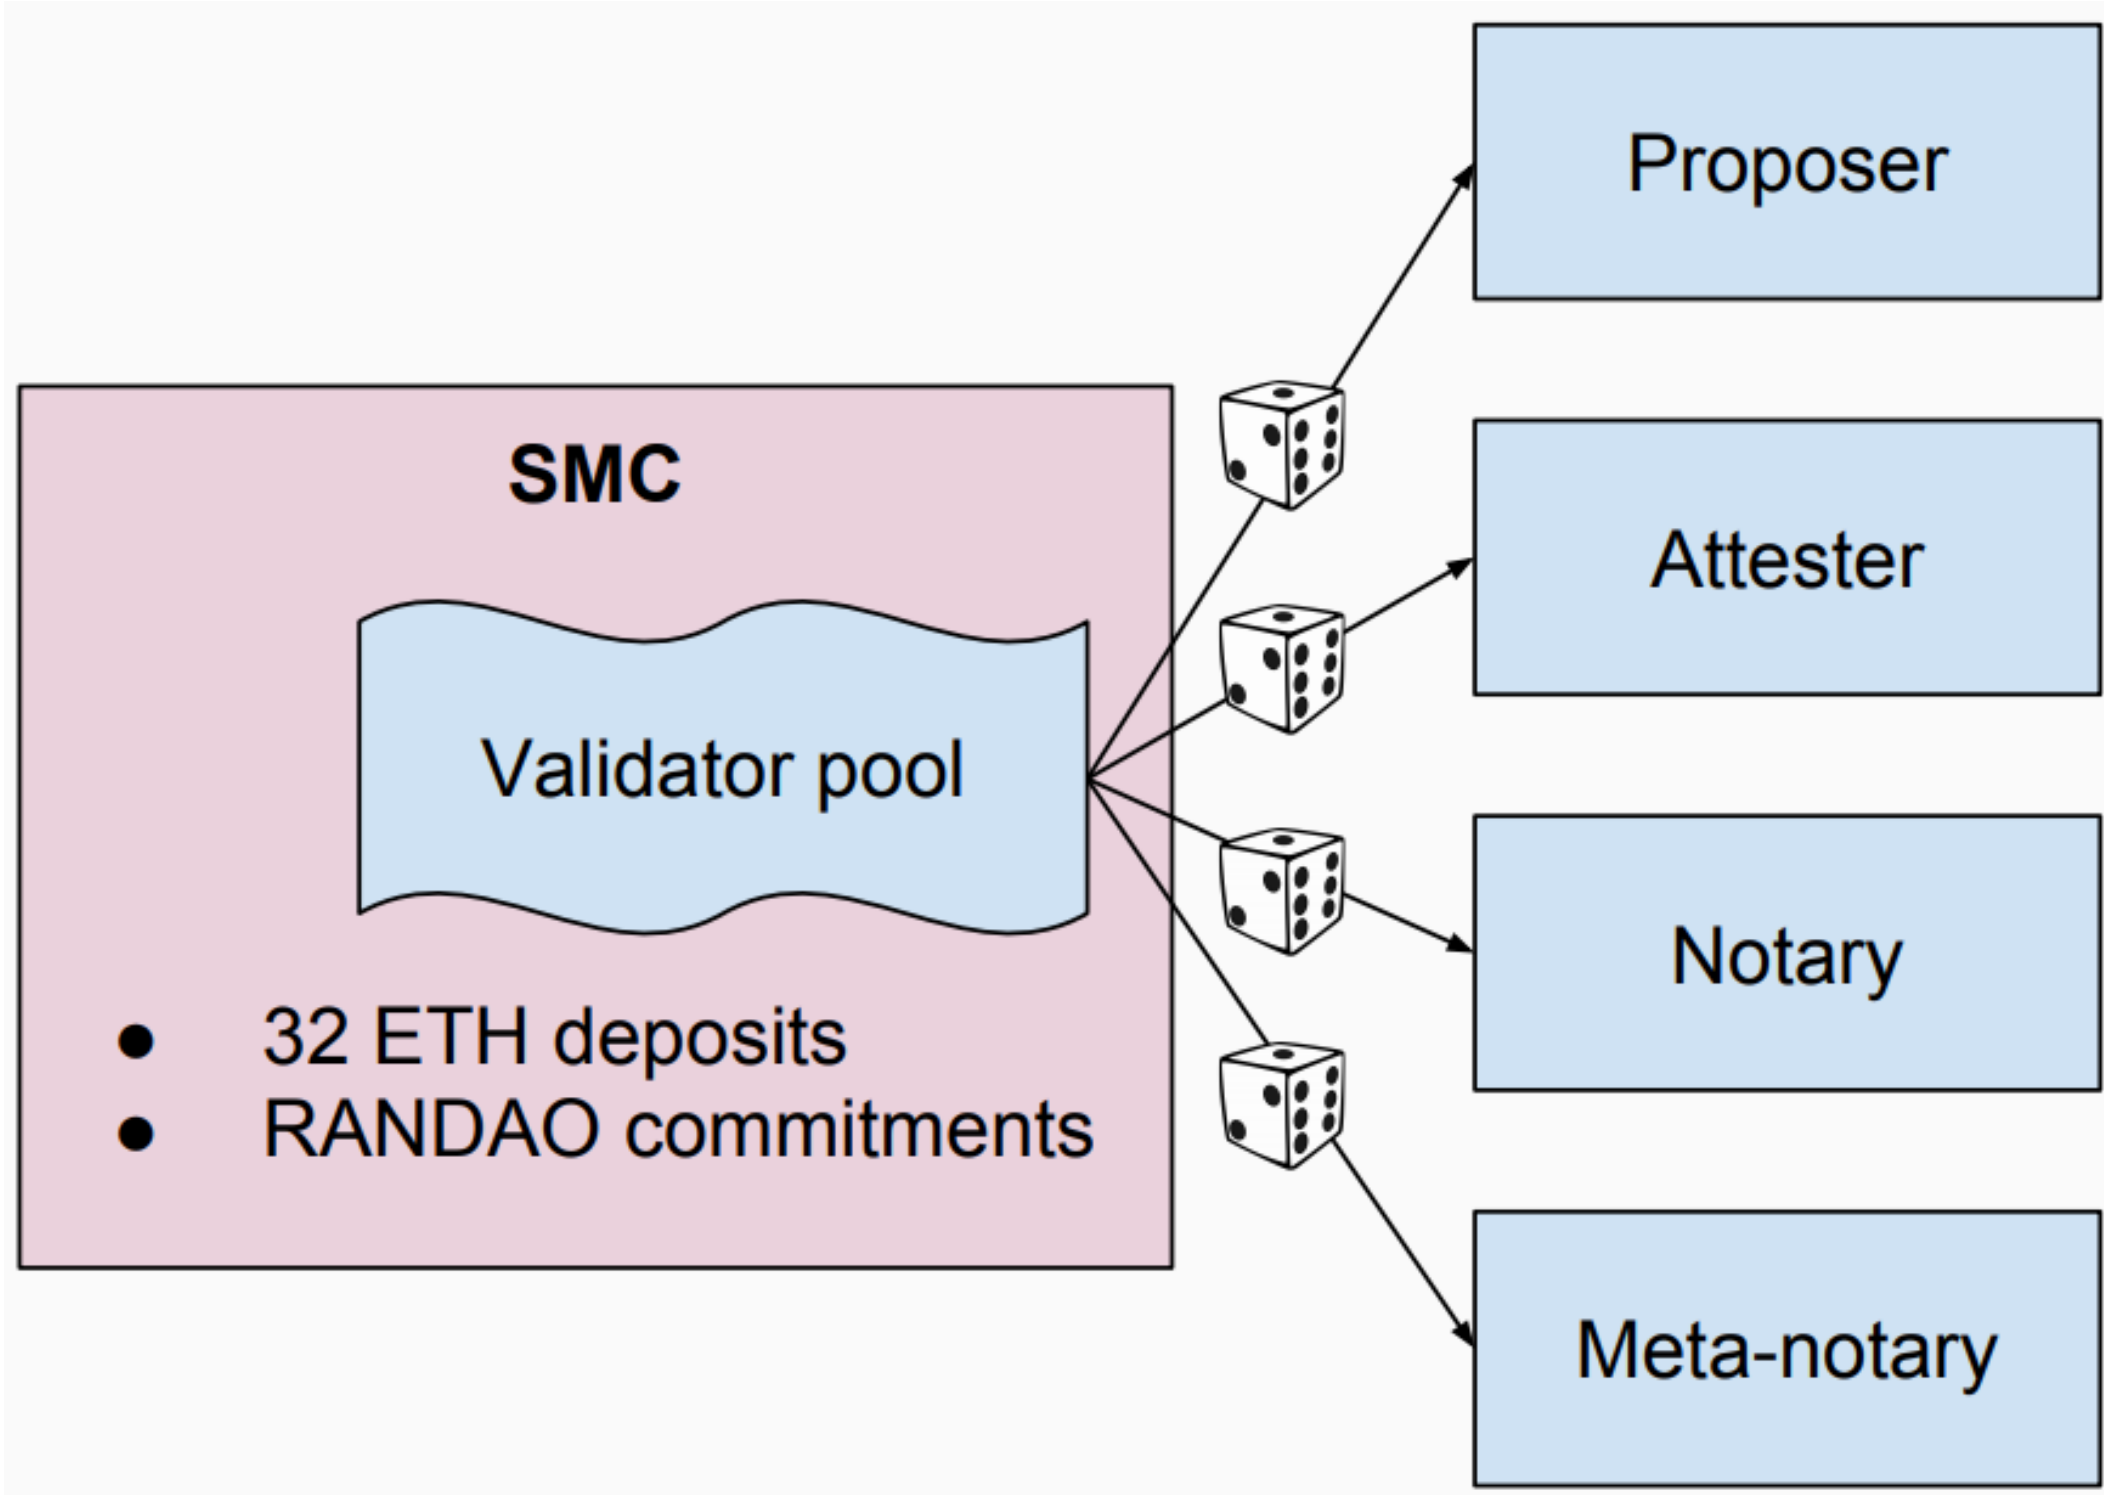 SMC
Validator pool
● 32 ETH deposits
● RANDAO commitments
Proposer
Attester
Notary
Meta-notary